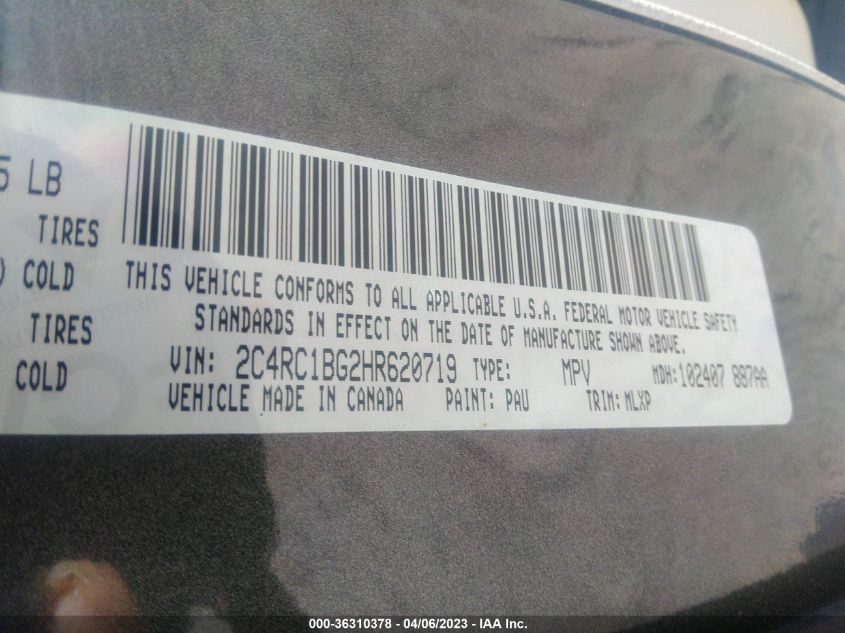 5 LB
TIRES
) COLD
TIRES
COLD
THIS VEHICLE CONFORMS TO ALL APPLICABLE U.S.A. FEDERAL MOTOR VEHICLE SAFETY
STANDARDS IN EFFECT ON THE DATE OF MANUFACTURE SHOWN ABOVE.
VIN: 2C4RC1BG2HR620719 TYPE: MPV MDH:102407 887AA
VEHICLE MADE IN CANADA PAINT: PAU TRIM: MLXP
000-36310378 - 04/06/2023 - IAA Inc.